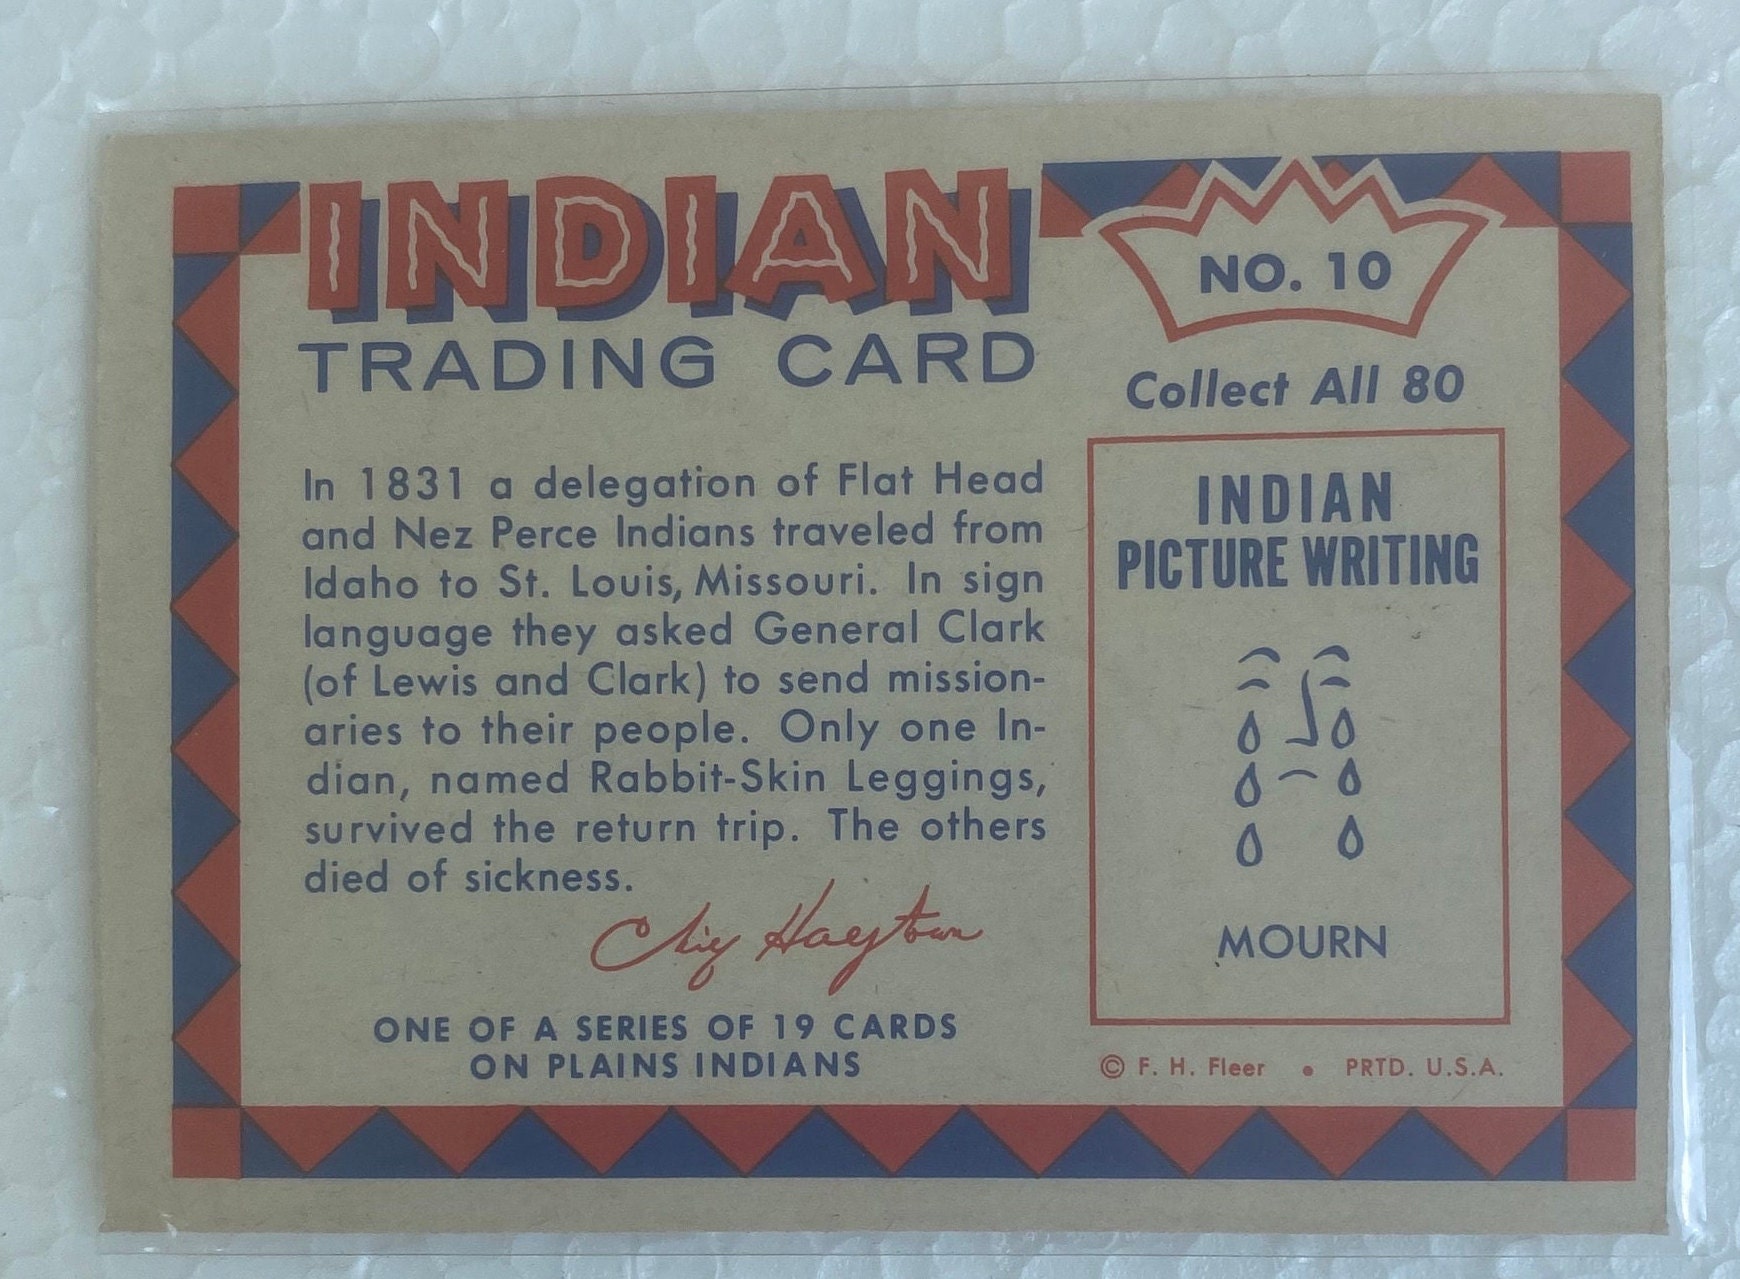 INDIAN
TRADING CARD
NO. 10
Collect All 80
In 1831 a delegation of Flat Head
and Nez Perce Indians traveled from
Idaho to St. Louis, Missouri. In sign
language they asked General Clark
(of Lewis and Clark) to send mission-
aries to their people. Only one In-
dian, named Rabbit-Skin Leggings,
survived the return trip. The others
died of sickness.
Chief Haystown
ONE OF A SERIES OF 19 CARDS
ON PLAINS INDIANS
INDIAN
PICTURE WRITING
MOURN
© F. H. Fleer • PRTD. U.S.A.